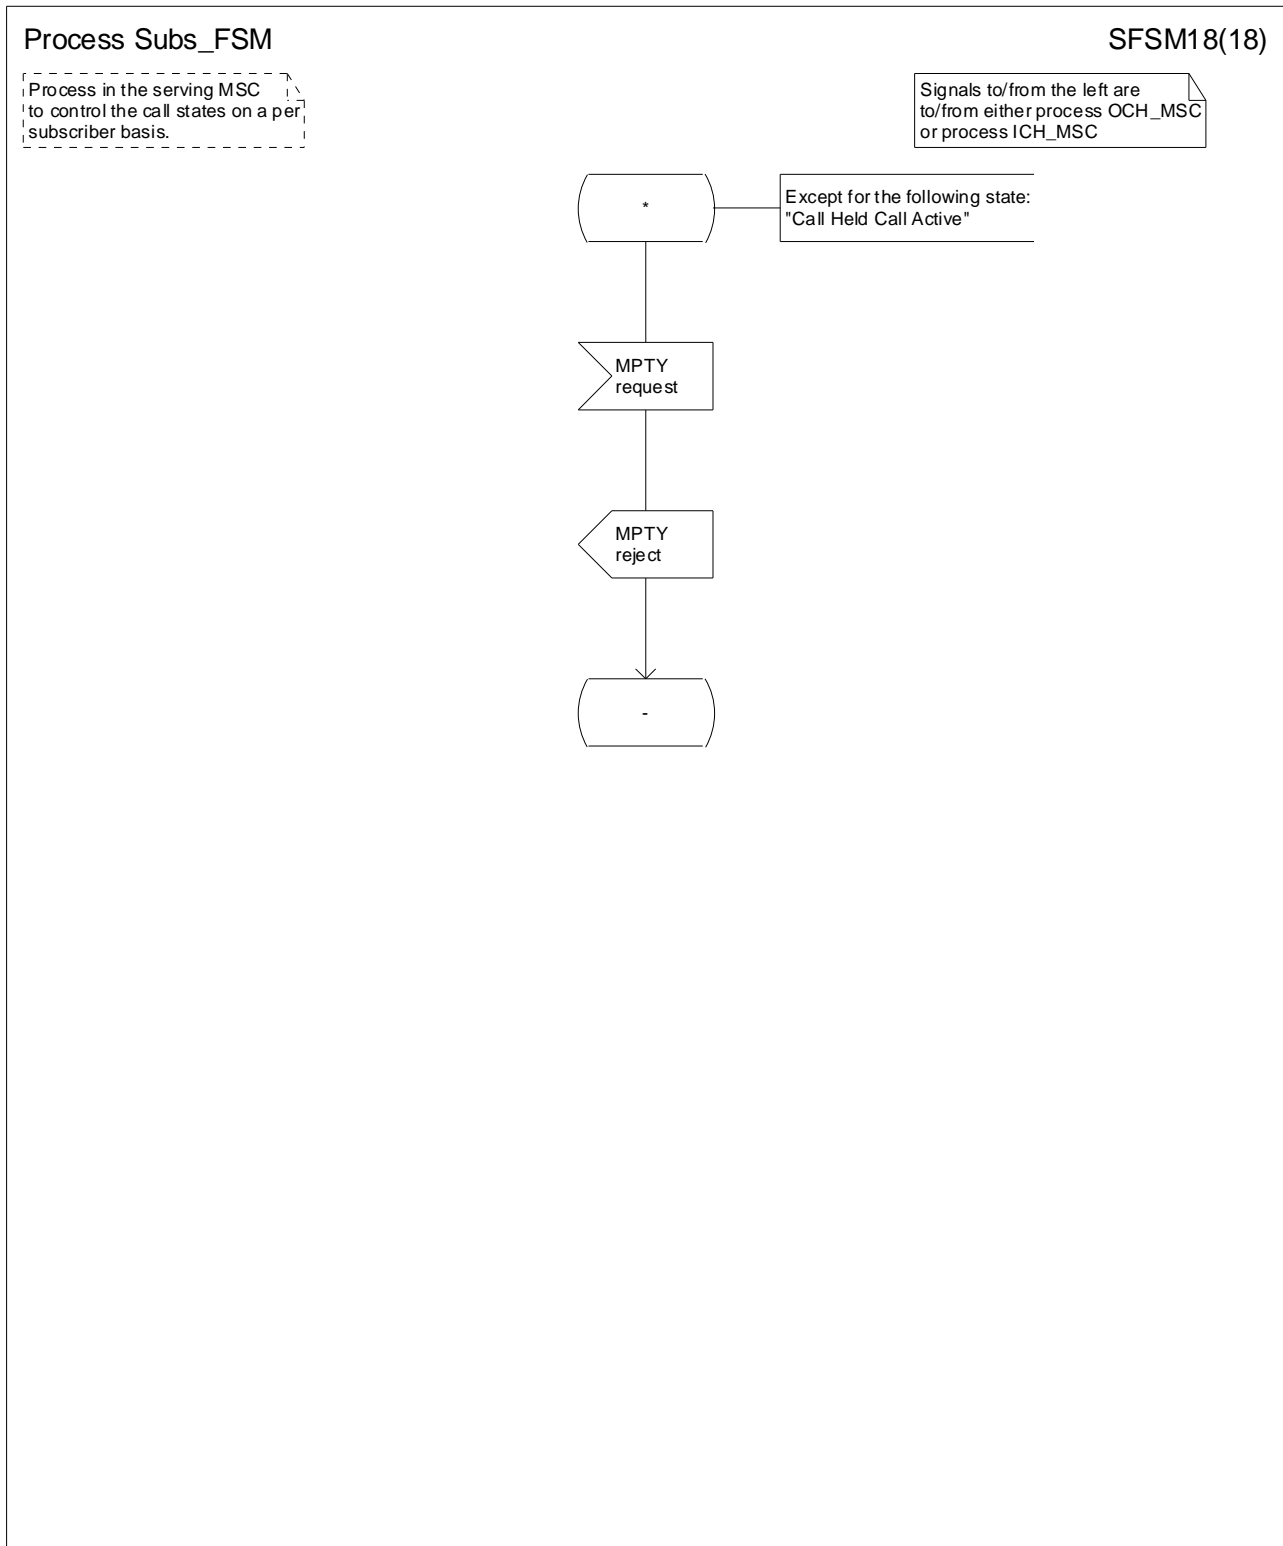 Process Subs_FSM
SFSM18(18)
Process in the serving MSC
to control the call states on a per
subscriber basis.
Signals to/from the left are
to/from either process OCH_MSC
or process ICH_MSC
*
Except for the following state:
"Call Held Call Active"
MPTY
request
MPTY
reject
-